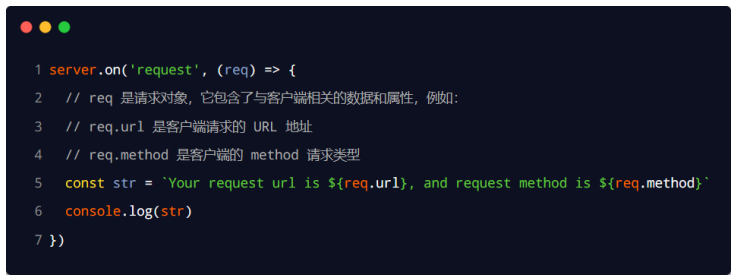 1 server.on('request', (req) => {
2 // req 是请求对象，它包含了与客户端相关的数据和属性，例如：
3 // req.url 是客户端请求的 URL 地址
4 // req.method 是客户端的 method 请求类型
5 const str = `Your request url is ${req.url}, and request method is ${req.method}`
6 console.log(str)
7 })